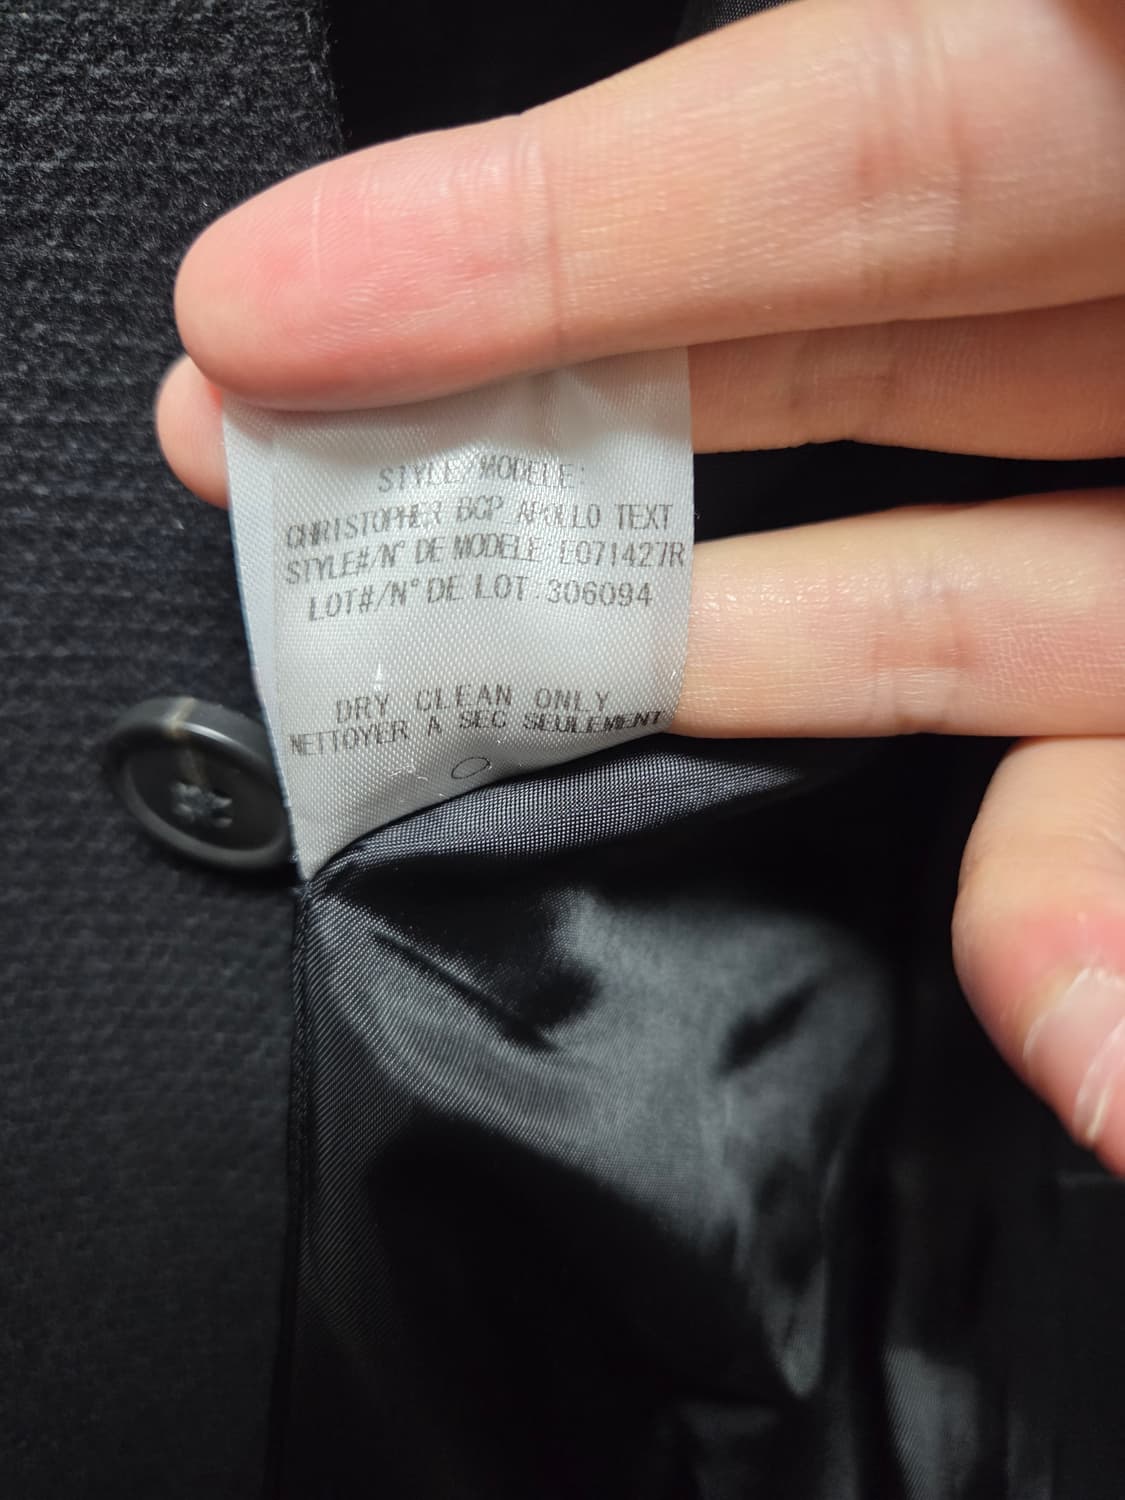 STYLE/MODELE:
CHRISTOPHER BGP APOLLO TEXT
STYLE#/N° DE MODELE E071427R
LOT#/N° DE LOT 306094
DRY CLEAN ONLY
NETTOYER A SEC SEULEMENT